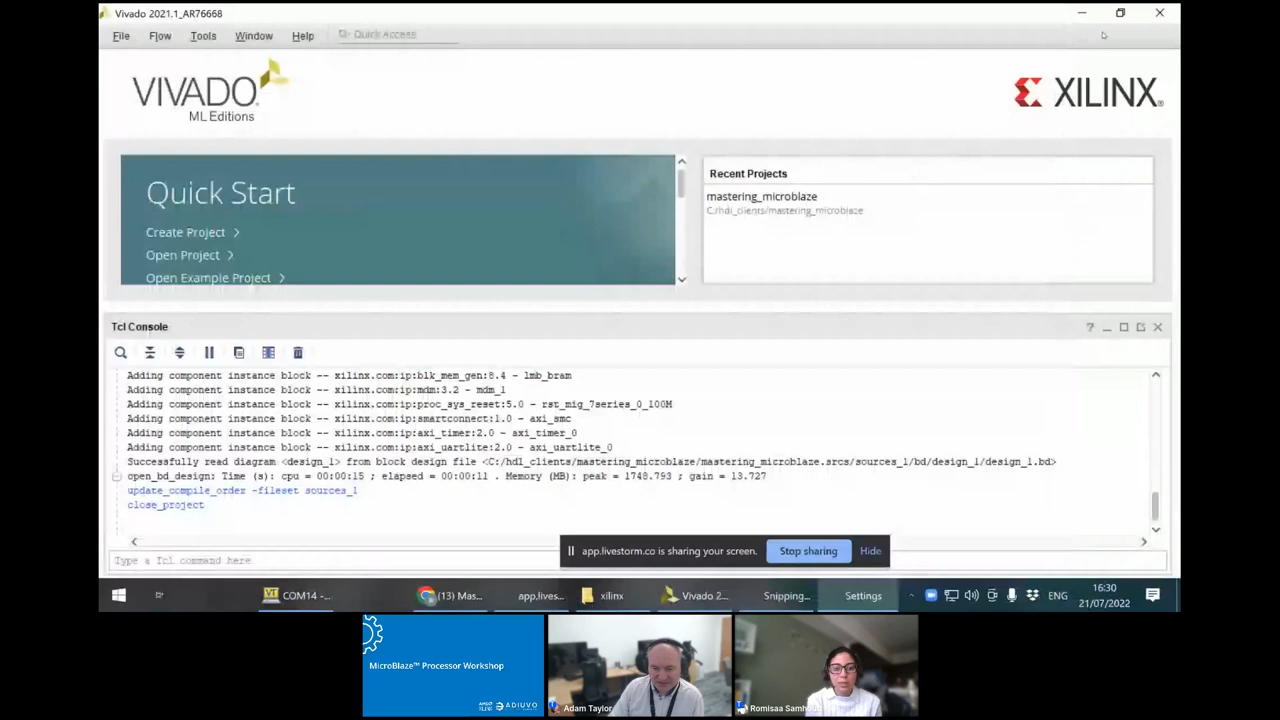 Vivado 2021.1_AR76668
File Flow Tools Window Help Quick Access
VIVADO
ML Editions
XILINX
Quick Start
Create Project >
Open Project >
Open Example Project >
Recent Projects
mastering_microblaze
C:/hdl_clients/mastering_microblaze
Tcl Console
Adding component instance block -- xilinx.com:ip:blk_mem_gen:8.4 - lmb_bram
Adding component instance block -- xilinx.com:ip:mdm:3.2 - mdm_1
Adding component instance block -- xilinx.com:ip:proc_sys_reset:5.0 - rst_mig_7series_0_100M
Adding component instance block -- xilinx.com:ip:smartconnect:1.0 - axi_smc
Adding component instance block -- xilinx.com:ip:axi_timer:2.0 - axi_timer_0
Adding component instance block -- xilinx.com:ip:axi_uartlite:2.0 - axi_uartlite_0
Successfully read diagram <design_1> from block design file <C:/hdl_clients/mastering_microblaze/mastering_microblaze.srcs/sources_1/bd/design_1/design_1.bd>
open_bd_design: Time (s): cpu = 00:00:15 ; elapsed = 00:00:11 . Memory (MB): peak = 1748.793 ; gain = 13.727
update_compile_order -fileset sources_1
close_project
app.livestorm.co is sharing your screen. Stop sharing Hide
Type a Tcl command here
COM14 -... (13) Mas... app.lives... xilinx Vivado 2... Snipping... Settings ENG 16:30
21/07/2022
MicroBlaze™ Processor Workshop
AMD XILINX ADIUVO
Adam Taylor
Romisaa Samhoud